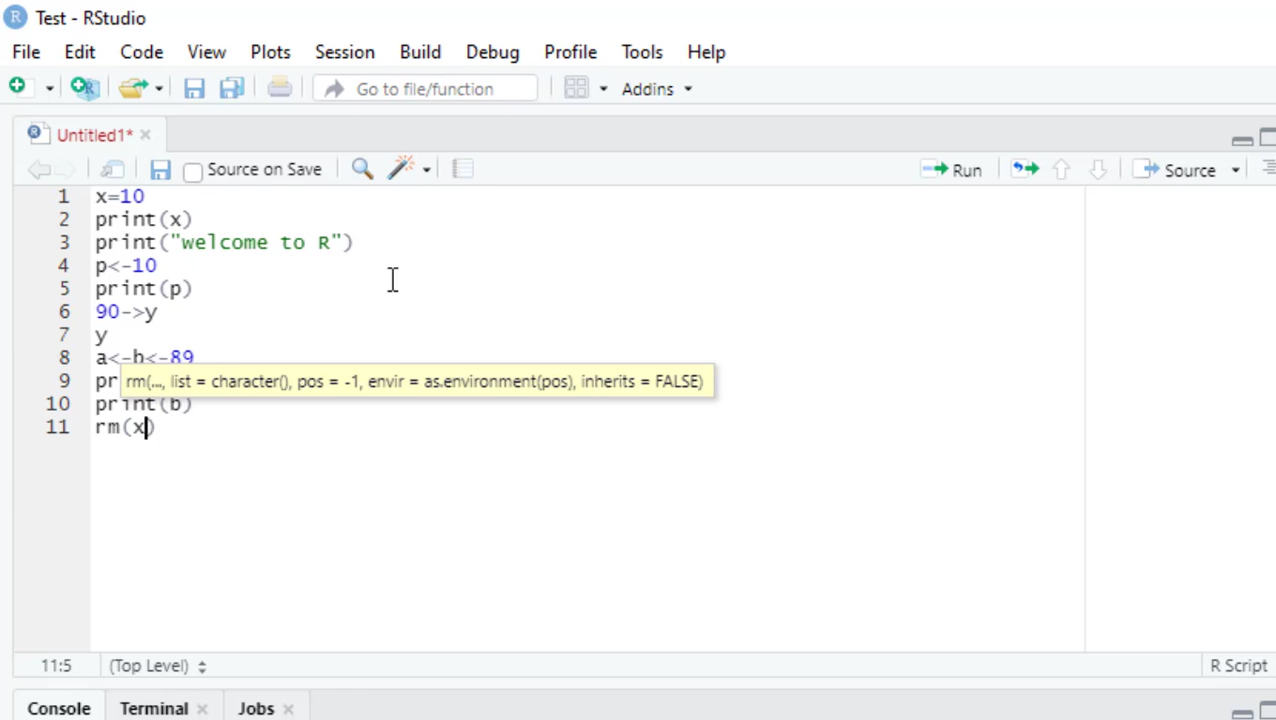 Test - RStudio
File Edit Code View Plots Session Build Debug Profile Tools Help
Go to file/function Addins
Untitled1*
Source on Save Run Source
1 x=10
2 print(x)
3 print("welcome to R")
4 p<-10
5 print(p)
6 90->y
7 y
8 a<-b<-89
9 pr
rm(..., list = character(), pos = -1, envir = as.environment(pos), inherits = FALSE)
10 print(b)
11 rm(x)
11:5 (Top Level) R Script
Console Terminal Jobs